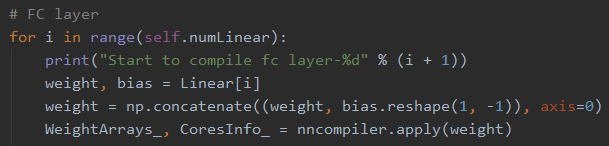 # FC layer
for i in range(self.numLinear):
    print("Start to compile fc layer-%d" % (i + 1))
    weight, bias = Linear[i]
    weight = np.concatenate((weight, bias.reshape(1, -1)), axis=0)
    WeightArrays_, CoresInfo_ = nncompiler.apply(weight)